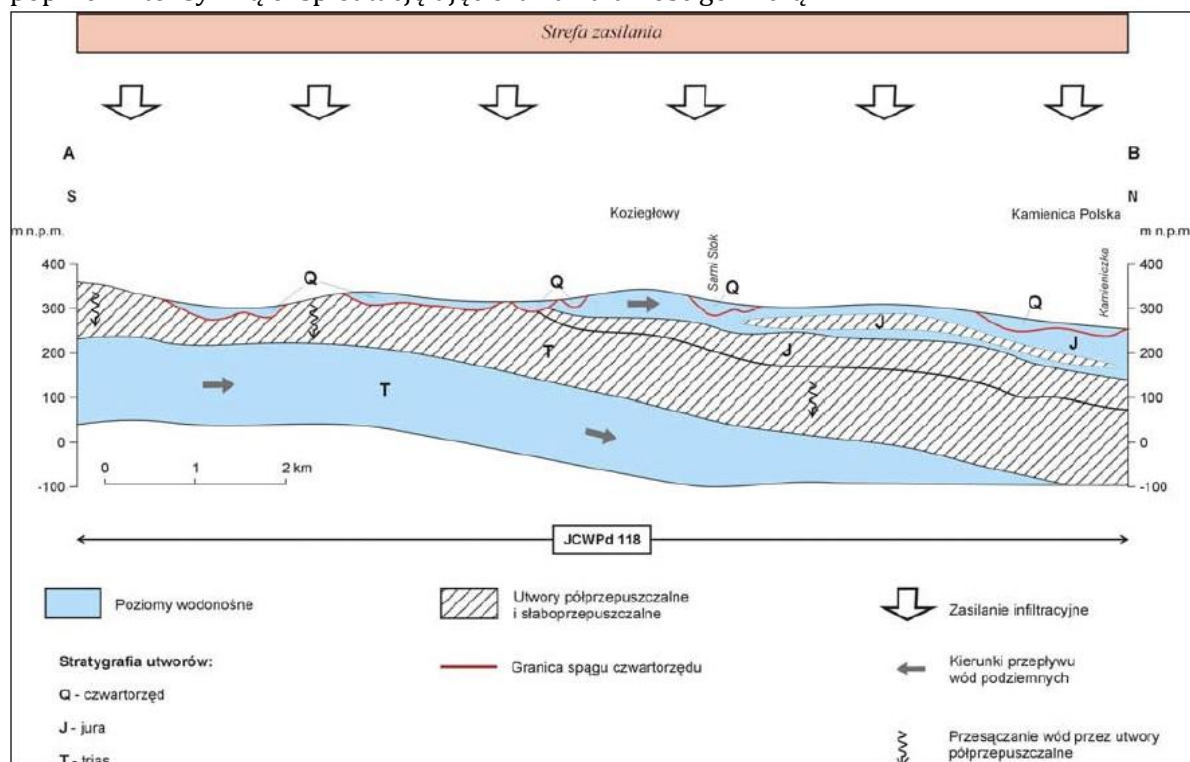 Strefa zasilania
A
B
S
N
Koziegłowy
Kamienica Polska
m n.p.m.
m n.p.m.
Sarni Stok
Kamieniczka
400
400
Q
Q
Q
Q
300
300
J
J
200
T
J
200
T
100
100
0
0
0 1 2 km
-100
-100
JCWPd 118
Poziomy wodonośne
Utwory półprzepuszczalne
i słaboprzepuszczalne
Zasilanie infiltracyjne
Stratygrafia utworów:
Granica spągu czwartorzędu
Kierunki przepływu
wód podziemnych
Q - czwartorzęd
J - jura
Przesączanie wód przez utwory
półprzepuszczalne
T - trias